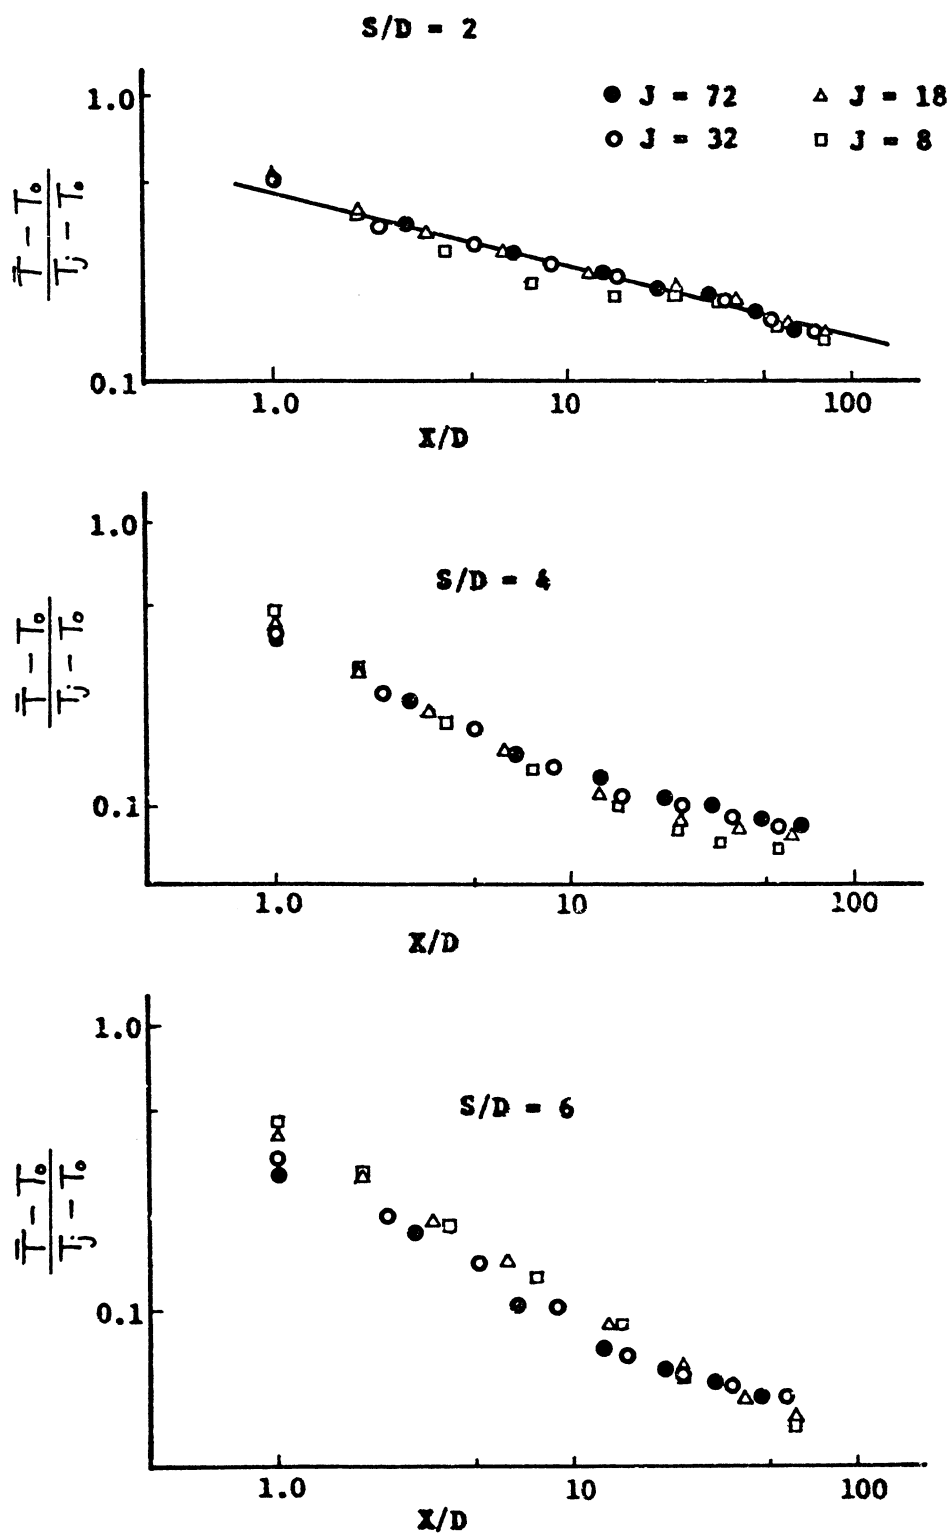 S/D = 2
1.0
● J = 72 △ J = 18
○ J = 32 □ J = 8
T̄ − T₀
Tj − T₀
0.1
1.0 10 100
X/D
1.0
S/D = 4
T̄ − T₀
Tj − T₀
0.1
1.0 10 100
X/D
1.0
S/D = 6
T̄ − T₀
Tj − T₀
0.1
1.0 10 100
X/D